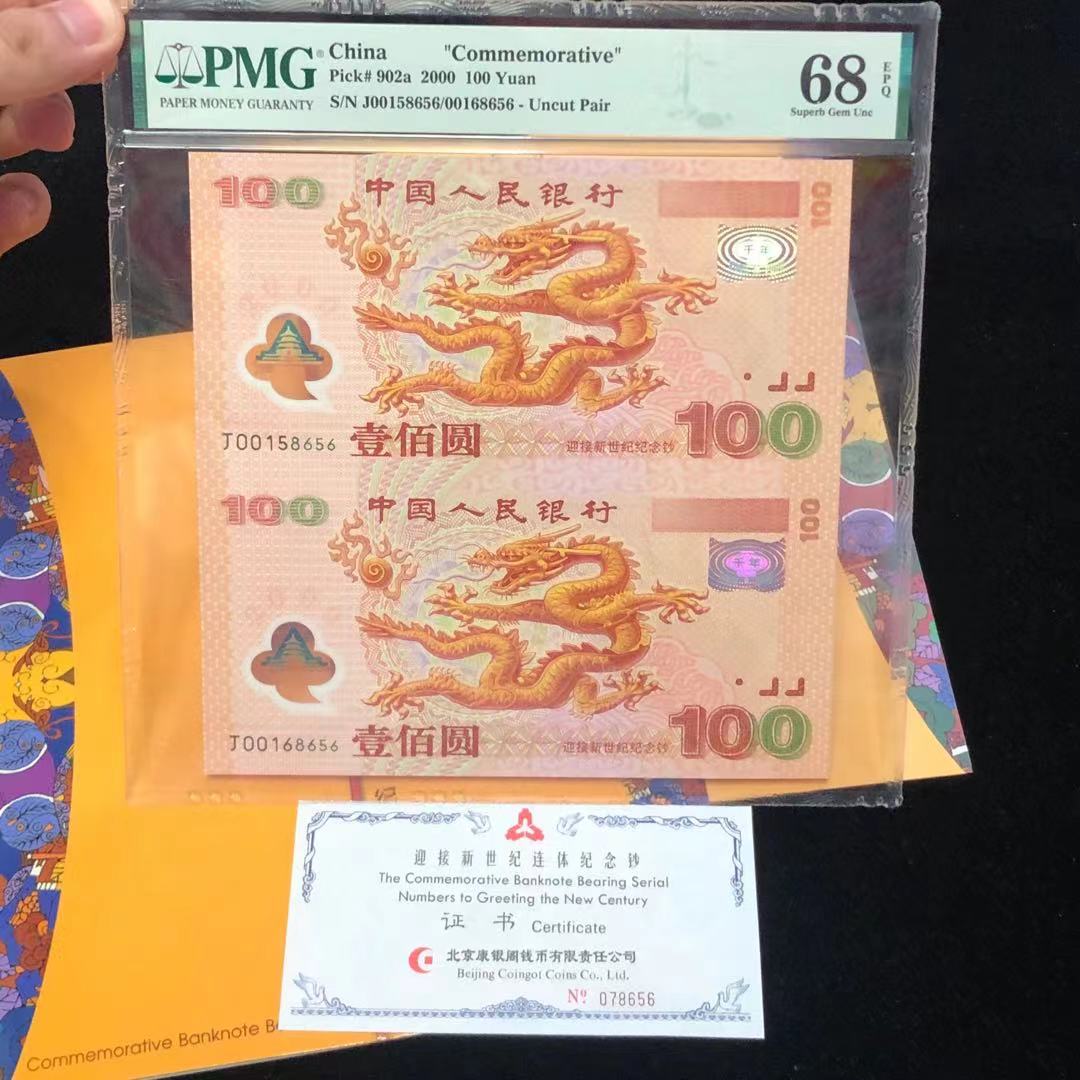 PMG®
PAPER MONEY GUARANTY
China "Commemorative"
Pick# 902a 2000 100 Yuan
S/N J00158656/00168656 - Uncut Pair
68 EPQ
Superb Gem Unc
100 中国人民银行 100
千年
J00158656 壹佰圆 迎接新世纪纪念钞 100
100 中国人民银行 100
千年
J00168656 壹佰圆 迎接新世纪纪念钞 100
迎接新世纪连体纪念钞
The Commemorative Banknote Bearing Serial
Numbers to Greeting the New Century
证书 Certificate
北京康银阁钱币有限责任公司
Beijing Coingot Coins Co., Ltd.
Nº 078656
Commemorative Banknote